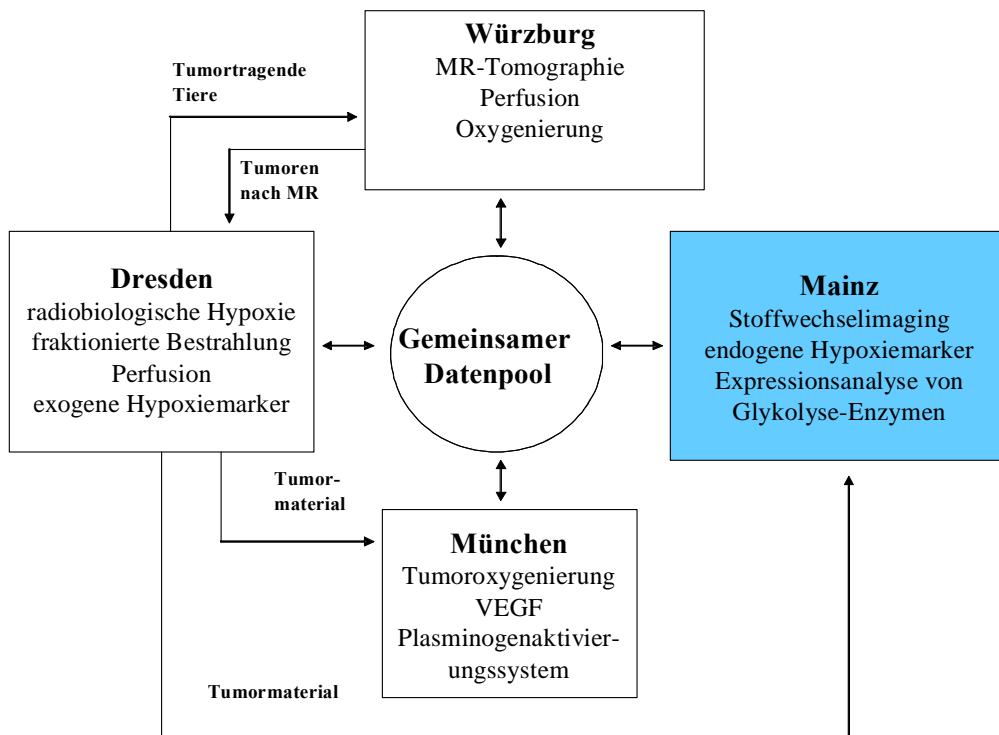 Würzburg
MR-Tomographie
Perfusion
Oxygenierung
Tumortragende
Tiere
Tumoren
nach MR
Dresden
radiobiologische Hypoxie
fraktionierte Bestrahlung
Perfusion
exogene Hypoxiemarker
Gemeinsamer
Datenpool
Mainz
Stoffwechselimaging
endogene Hypoxiemarker
Expressionsanalyse von
Glykolyse-Enzymen
Tumor-
material
München
Tumoroxygenierung
VEGF
Plasminogenaktivier-
ungssystem
Tumormaterial